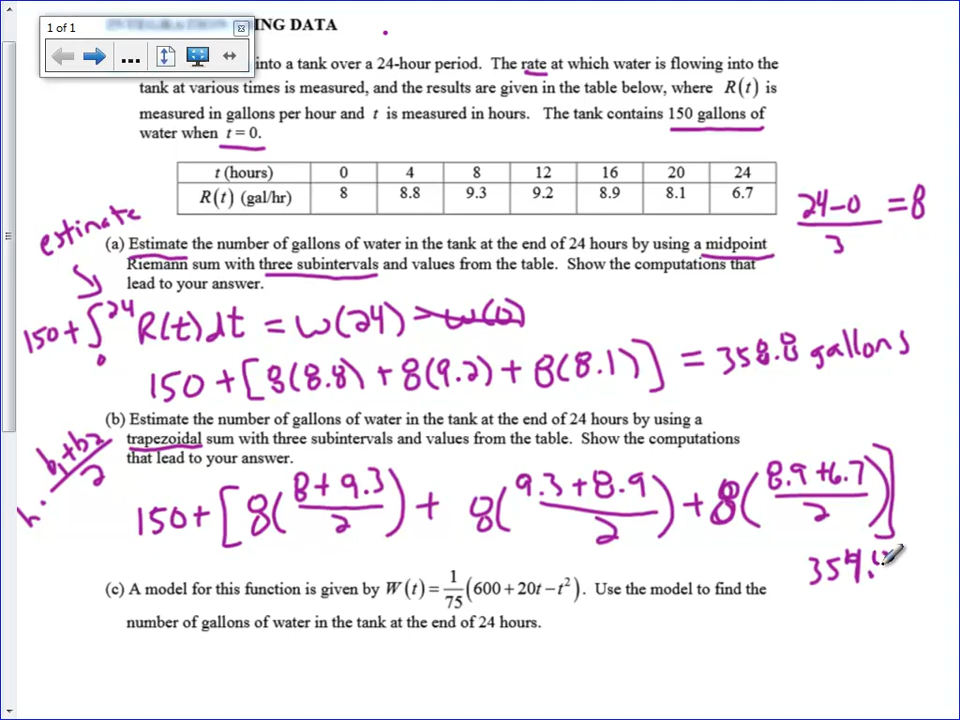 1 of 1
ING DATA
into a tank over a 24-hour period. The rate at which water is flowing into the
tank at various times is measured, and the results are given in the table below, where R(t) is
measured in gallons per hour and t is measured in hours. The tank contains 150 gallons of
water when t = 0.
t (hours) 0 4 8 12 16 20 24
R(t) (gal/hr) 8 8.8 9.3 9.2 8.9 8.1 6.7
24-0/3 = 8
estimate
(a) Estimate the number of gallons of water in the tank at the end of 24 hours by using a midpoint
Riemann sum with three subintervals and values from the table. Show the computations that
lead to your answer.
150 + ∫₀²⁴ R(t)dt = w(24) - w(0)
150 + [8(8.8) + 8(9.2) + 8(8.1)] = 358.8 gallons
(b) Estimate the number of gallons of water in the tank at the end of 24 hours by using a
trapezoidal sum with three subintervals and values from the table. Show the computations
that lead to your answer.
h · b₁+b₂/2
150 + [8(8+9.3/2) + 8(9.3+8.9/2) + 8(8.9+6.7/2)]
(c) A model for this function is given by W(t) = 1/75 (600 + 20t − t²). Use the model to find the
number of gallons of water in the tank at the end of 24 hours.